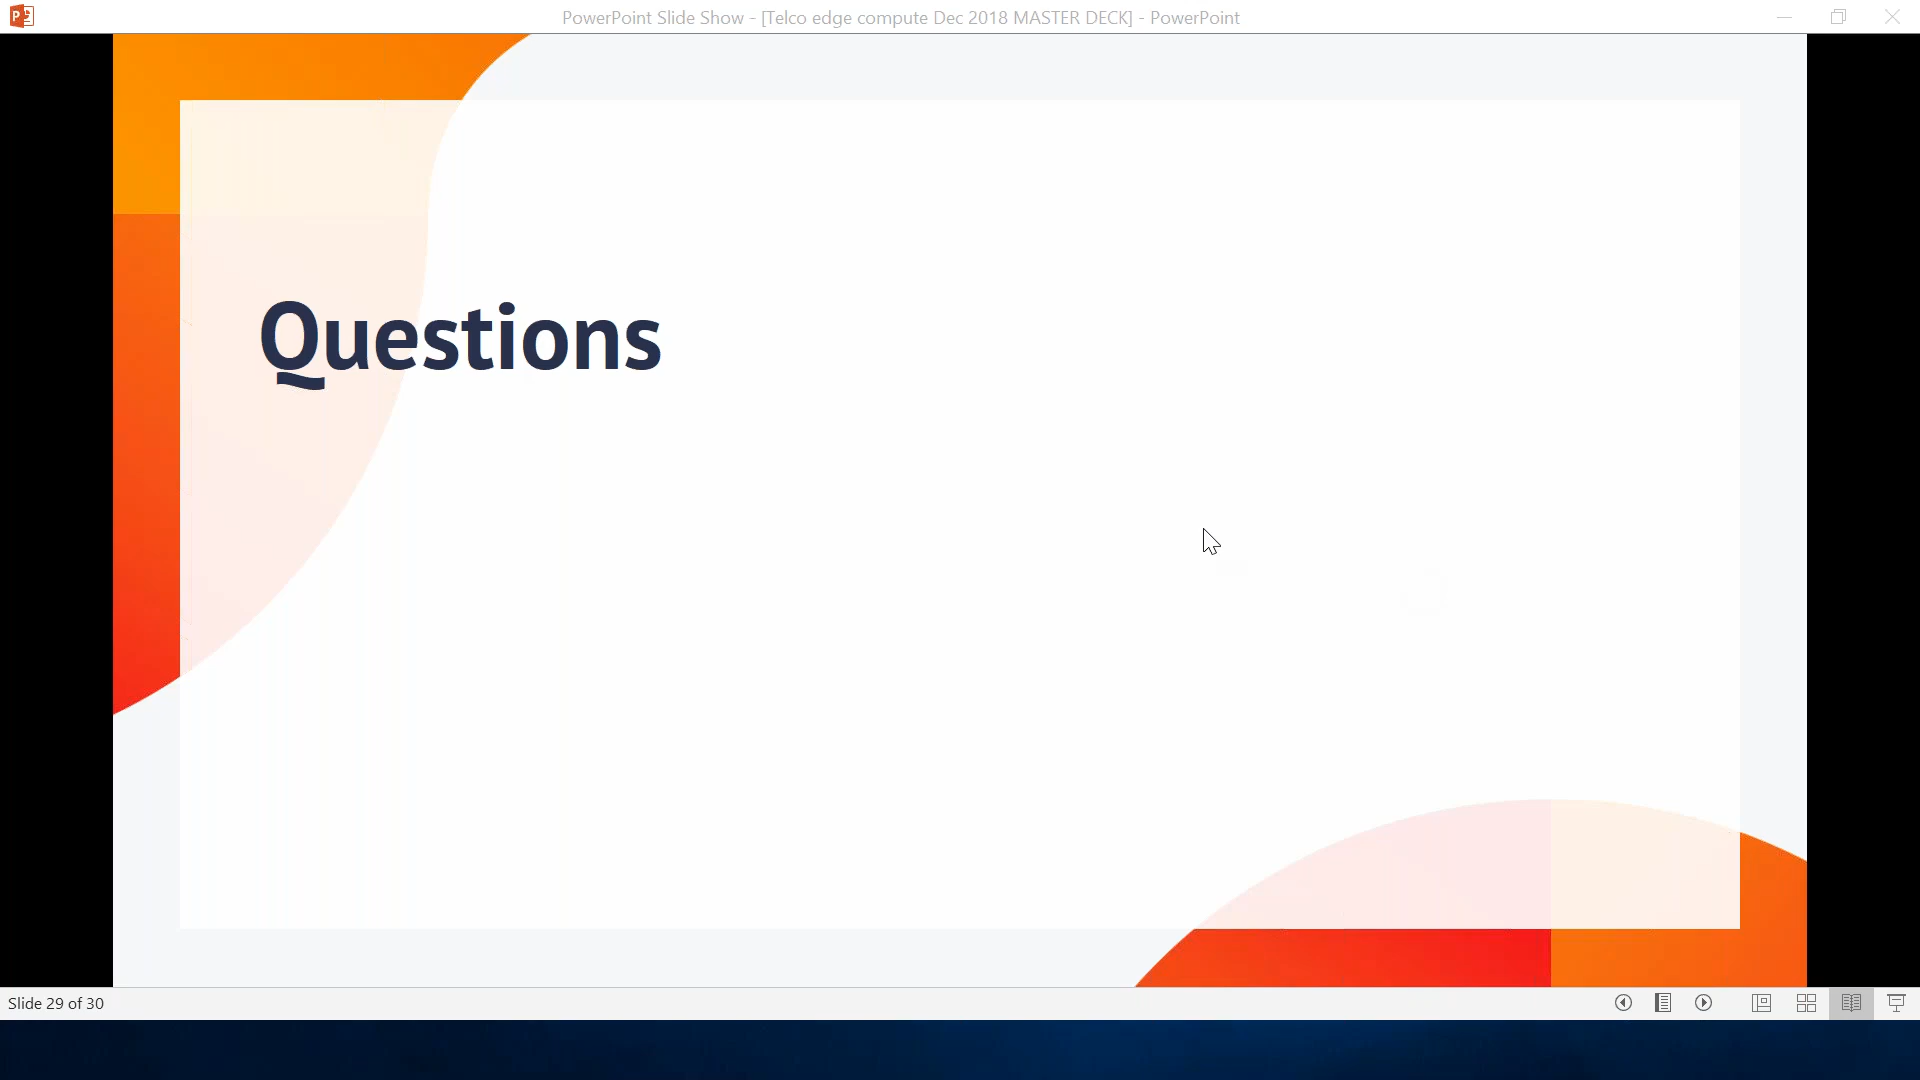 PowerPoint Slide Show - [Telco edge compute Dec 2018 MASTER DECK] - PowerPoint
Questions
Slide 29 of 30